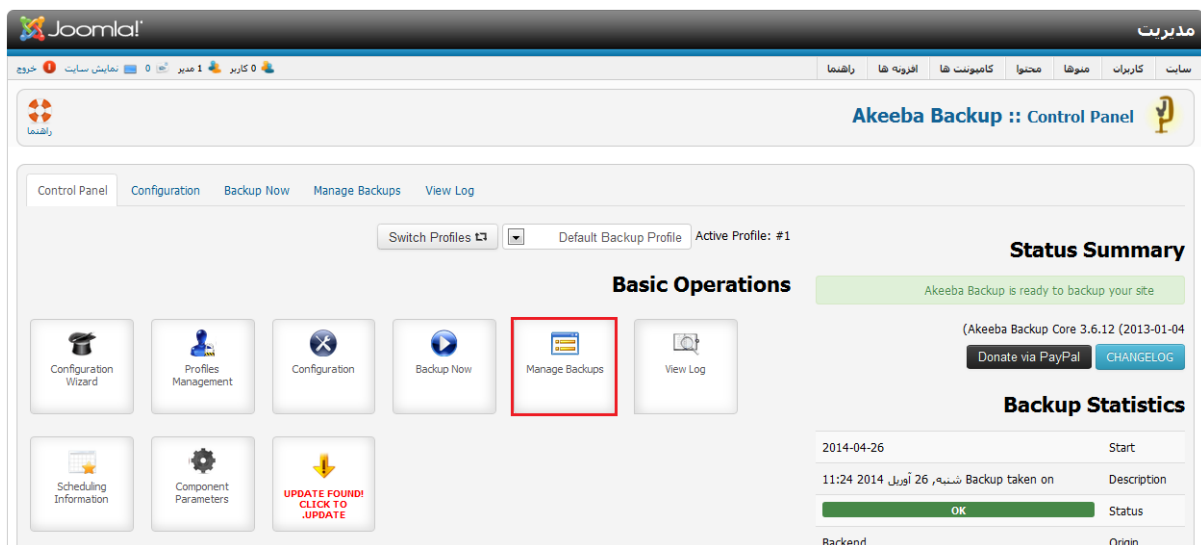 Joomla!
مدیریت
سایت کاربران منوها محتوا کامپوننت ها افزونه ها راهنما
0 کاربر 1 مدیر 0 نمایش سایت خروج
Akeeba Backup :: Control Panel
راهنما
Control Panel Configuration Backup Now Manage Backups View Log
Switch Profiles Default Backup Profile Active Profile: #1
Basic Operations
Configuration Wizard
Profiles Management
Configuration
Backup Now
Manage Backups
View Log
Scheduling Information
Component Parameters
UPDATE FOUND!
CLICK TO
.UPDATE
Status Summary
Akeeba Backup is ready to backup your site
(Akeeba Backup Core 3.6.12 (2013-01-04
Donate via PayPal CHANGELOG
Backup Statistics
2014-04-26 Start
Backup taken on شنبه, 26 آوریل 2014 11:24 Description
OK Status
Backend Origin